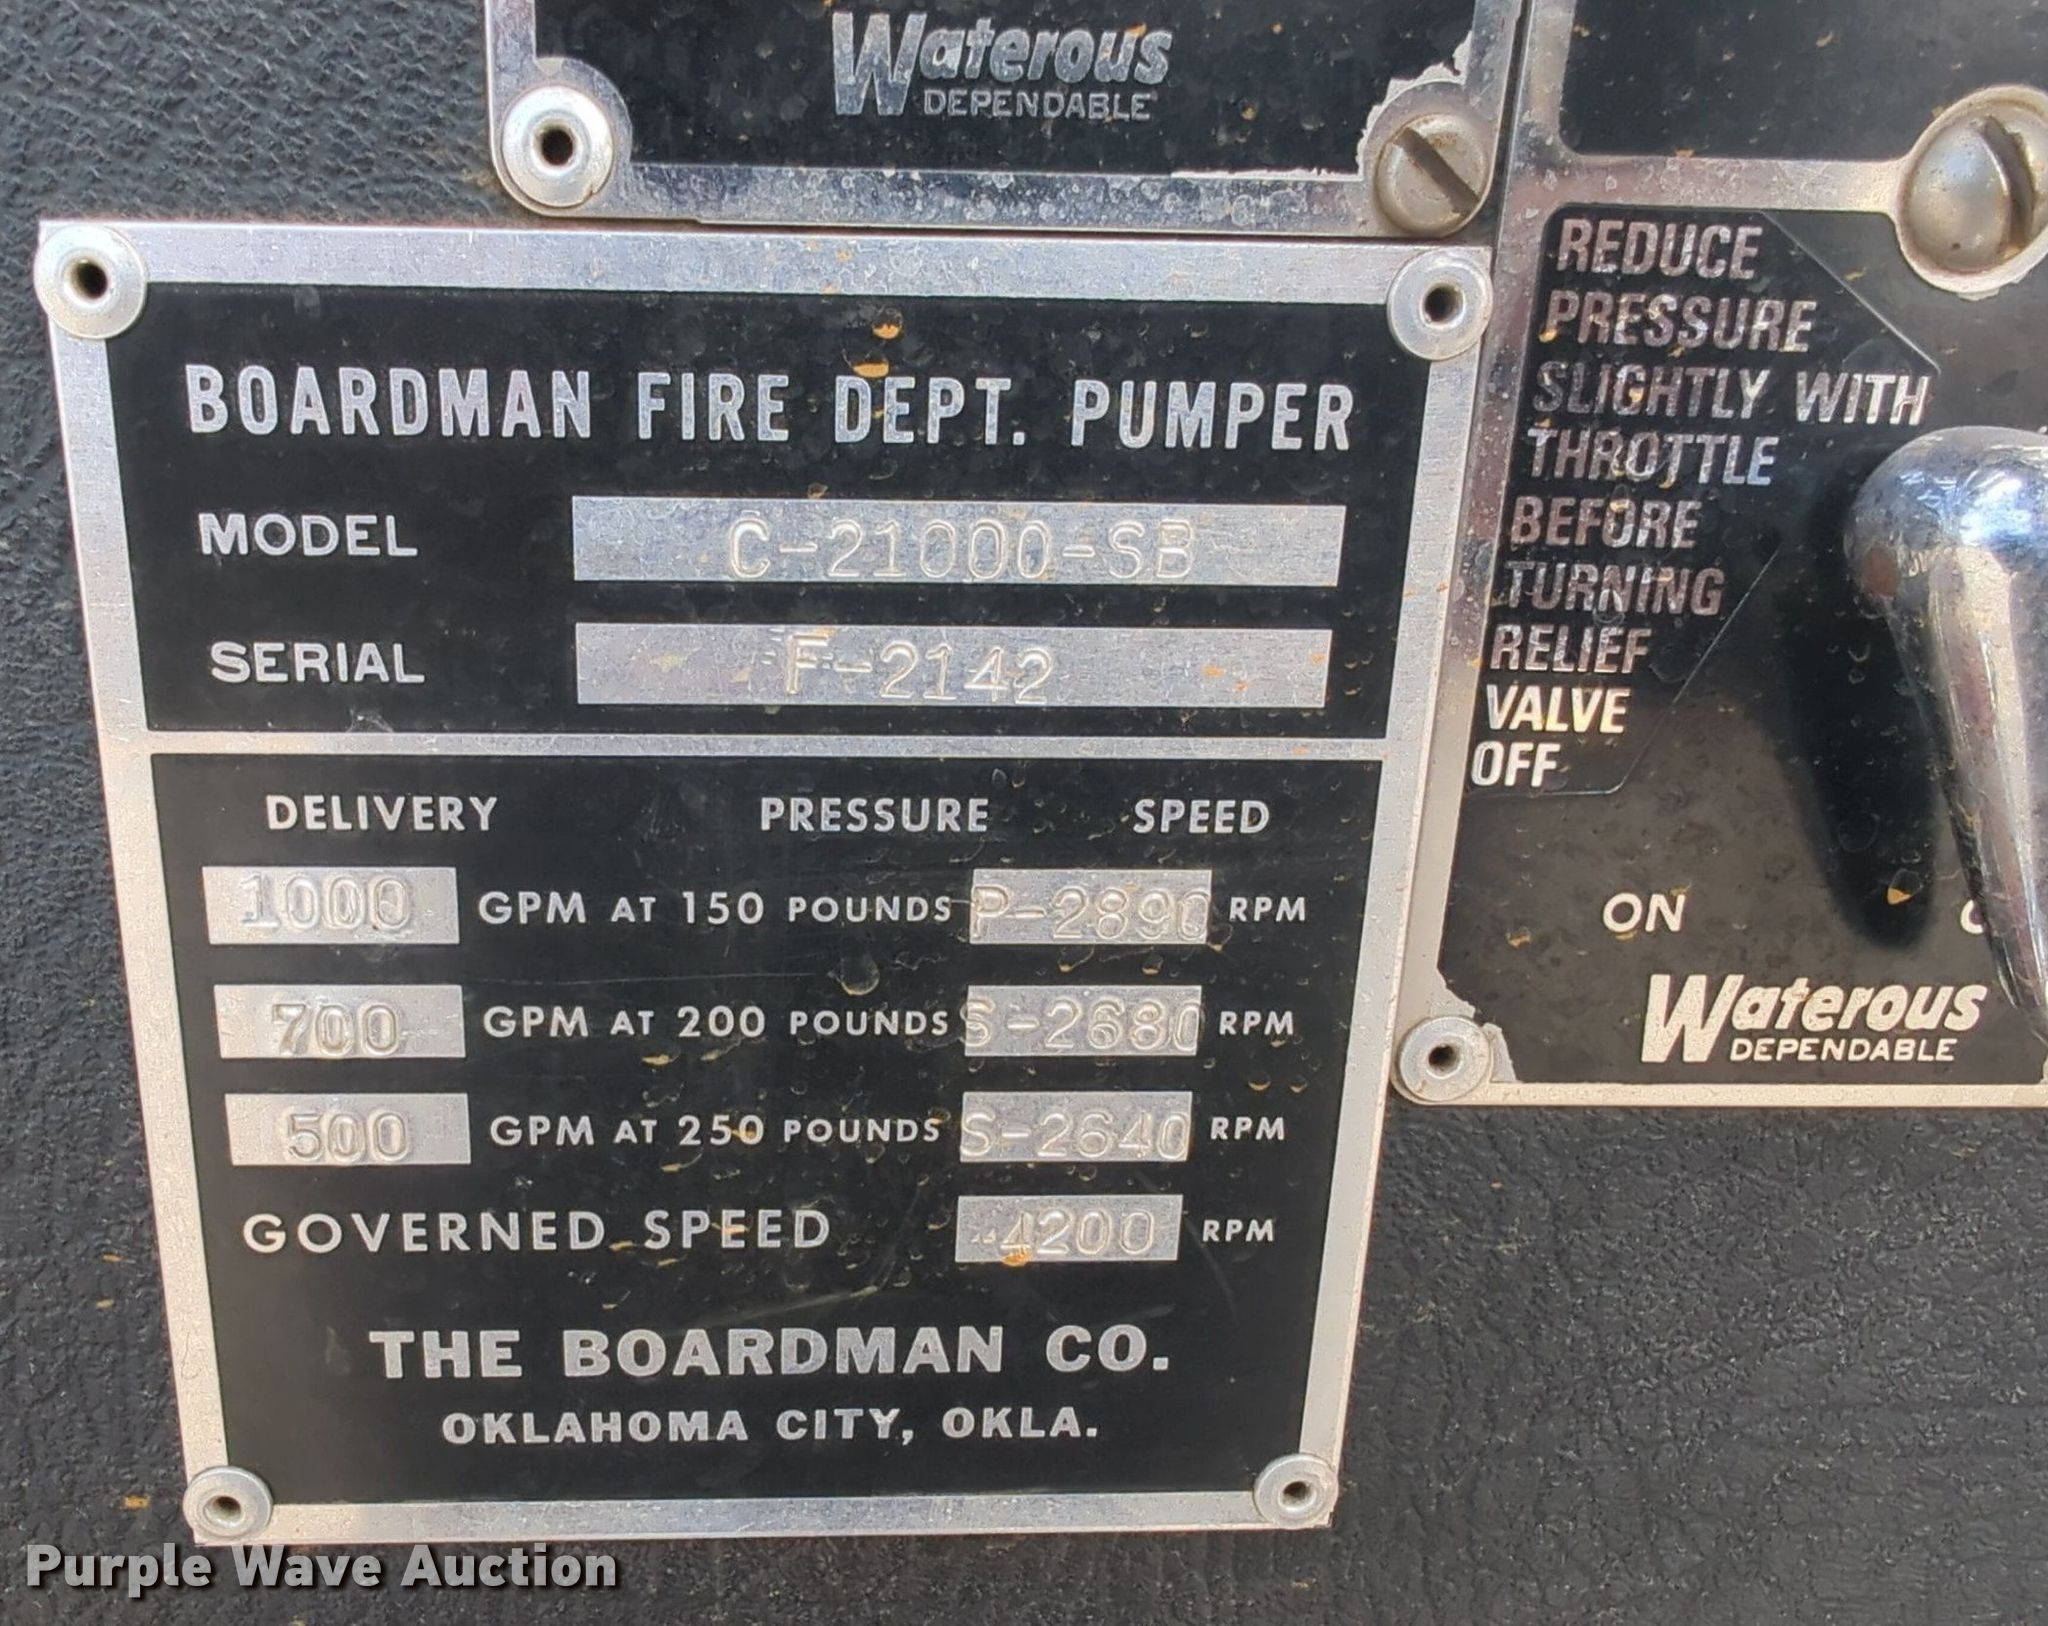 Waterous
DEPENDABLE
BOARDMAN FIRE DEPT. PUMPER
MODEL C-21000-SB
SERIAL F-2142
DELIVERY PRESSURE SPEED
1000 GPM AT 150 POUNDS P-2890 RPM
700 GPM AT 200 POUNDS S-2680 RPM
500 GPM AT 250 POUNDS S-2640 RPM
GOVERNED SPEED 4200 RPM
THE BOARDMAN CO.
OKLAHOMA CITY, OKLA.
REDUCE
PRESSURE
SLIGHTLY WITH
THROTTLE
BEFORE
TURNING
RELIEF
VALVE
OFF
ON
Waterous
DEPENDABLE
Purple Wave Auction